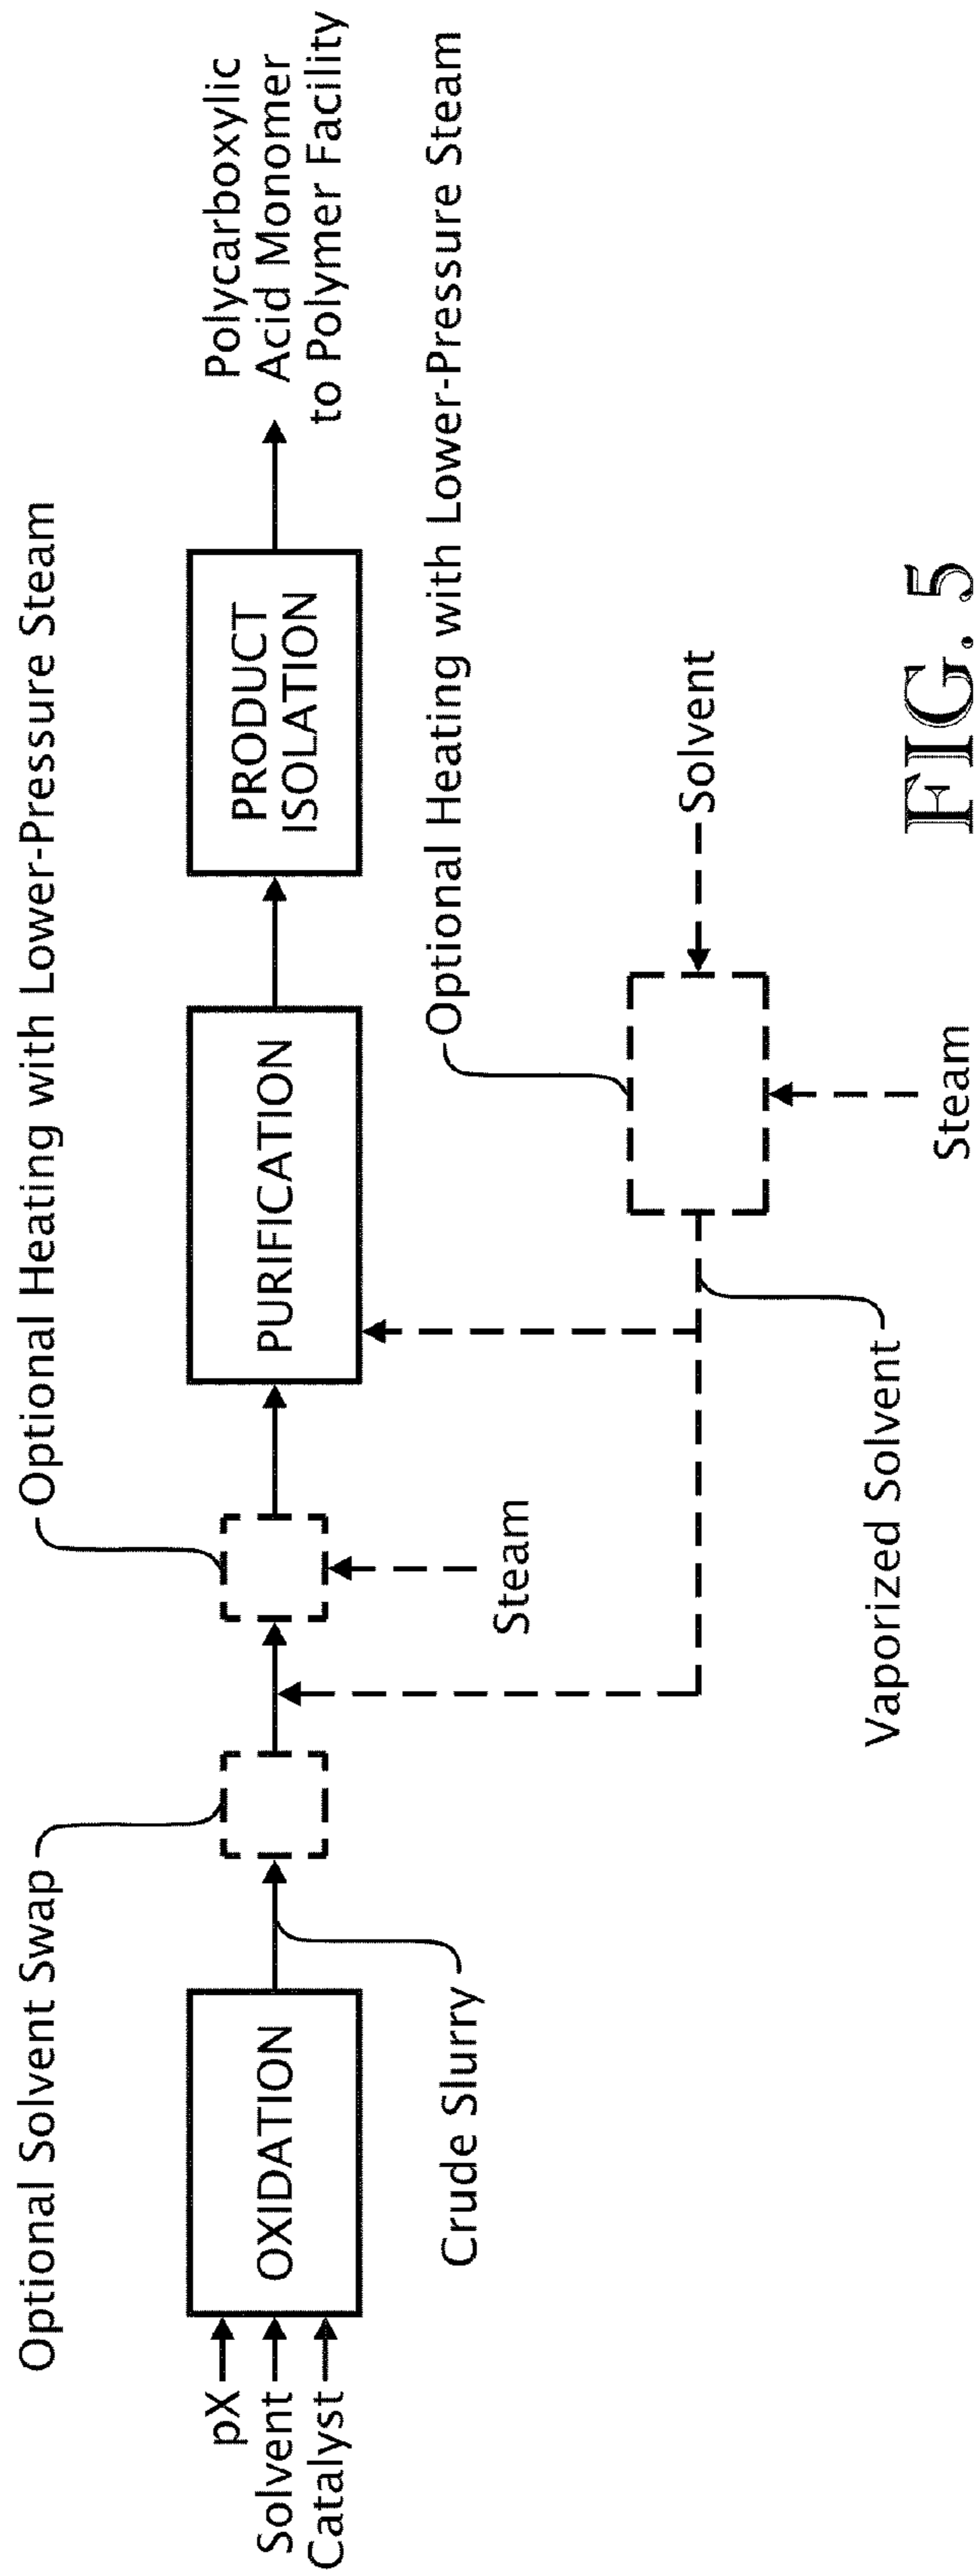 Optional Solvent Swap
Optional Heating with Lower-Pressure Steam
pX
Solvent
Catalyst
OXIDATION
PURIFICATION
PRODUCT
ISOLATION
Polycarboxylic
Acid Monomer
to Polymer Facility
Crude Slurry
Steam
Optional Heating with Lower-Pressure Steam
Solvent
Vaporized Solvent
Steam
FIG. 5